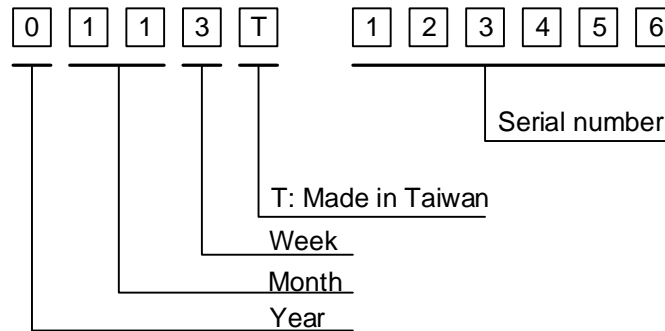 0 1 1 3 T 1 2 3 4 5 6
Serial number
T: Made in Taiwan
Week
Month
Year